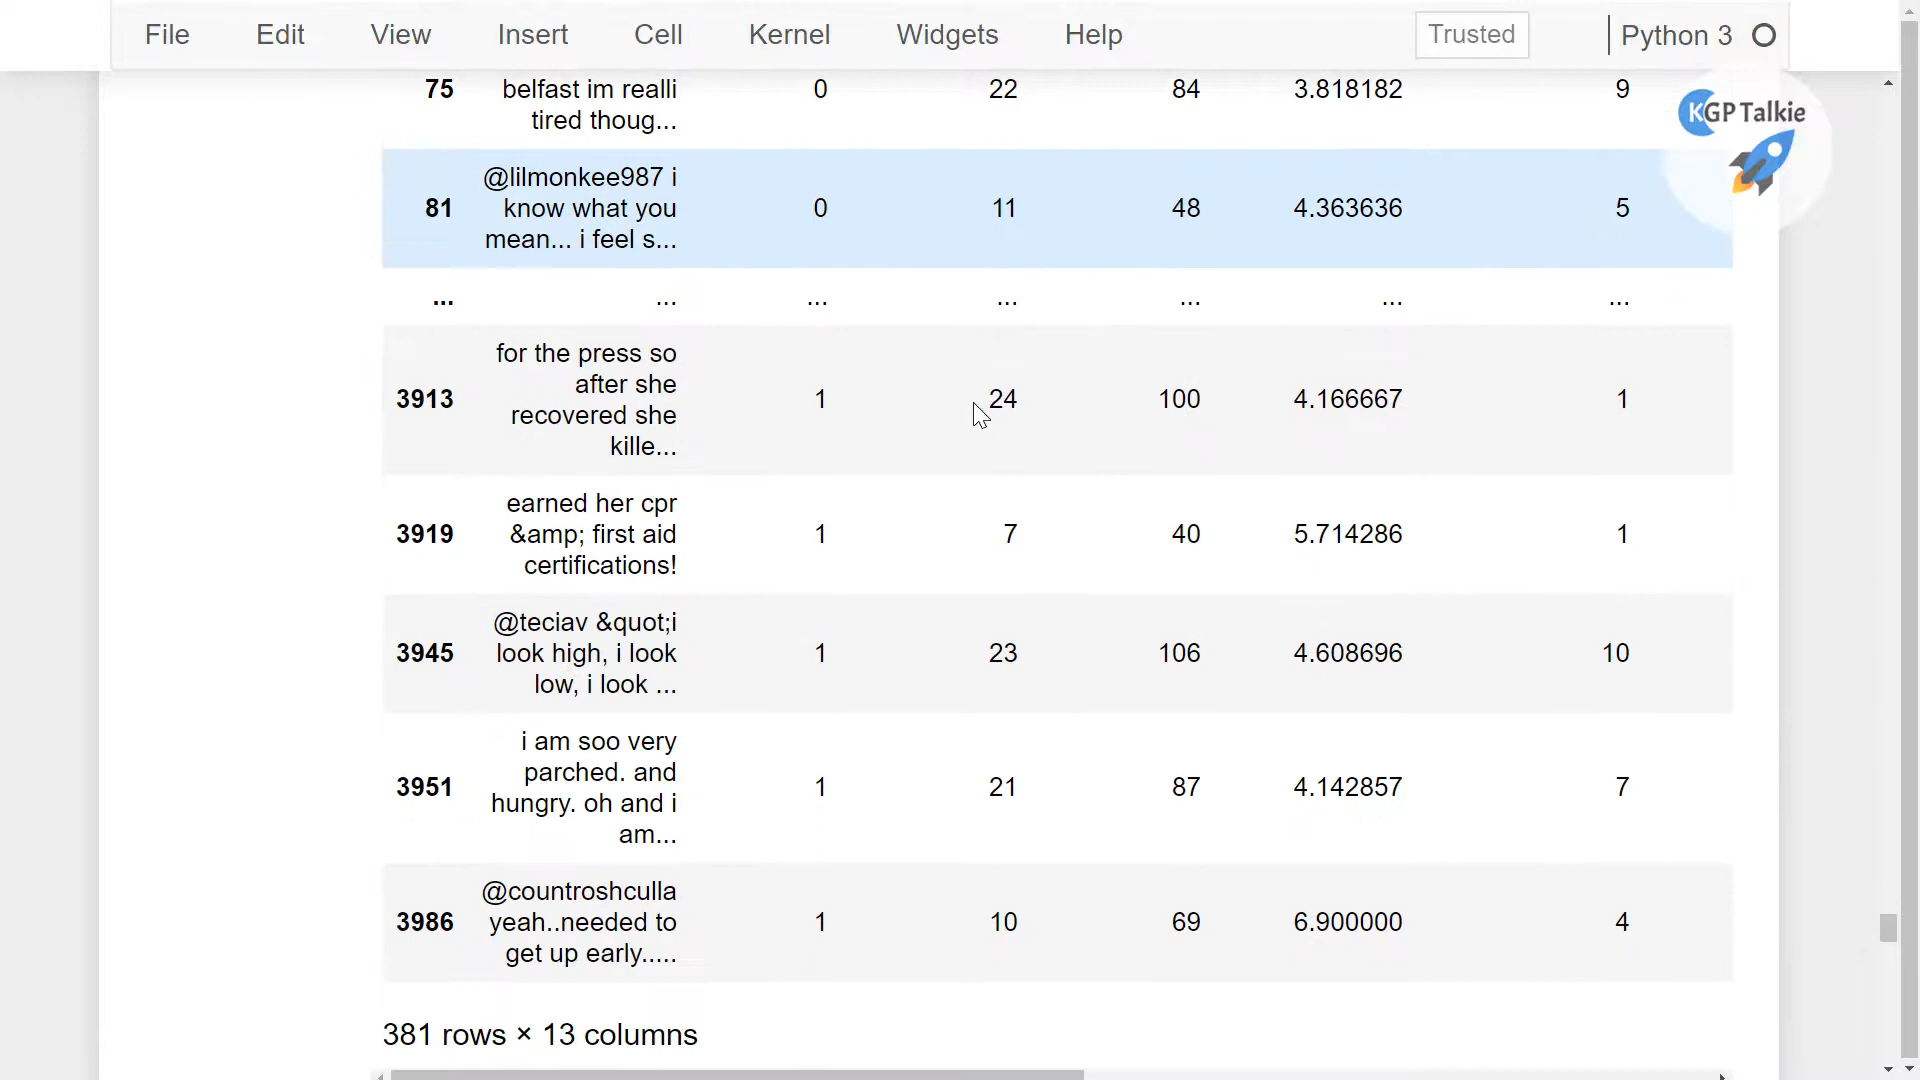 File Edit View Insert Cell Kernel Widgets Help Trusted Python 3
KGP Talkie
75 belfast im realli tired thoug... 0 22 84 3.818182 9
@lilmonkee987 i
81 know what you 0 11 48 4.363636 5
mean... i feel s...
... ... ... ... ... ... ...
for the press so
after she
3913 recovered she 1 24 100 4.166667 1
kille...
earned her cpr
3919 &amp; first aid 1 7 40 5.714286 1
certifications!
@teciav &quot;i
3945 look high, i look 1 23 106 4.608696 10
low, i look ...
i am soo very
parched. and
3951 hungry. oh and i 1 21 87 4.142857 7
am...
@countroshculla
3986 yeah..needed to 1 10 69 6.900000 4
get up early.....
381 rows × 13 columns